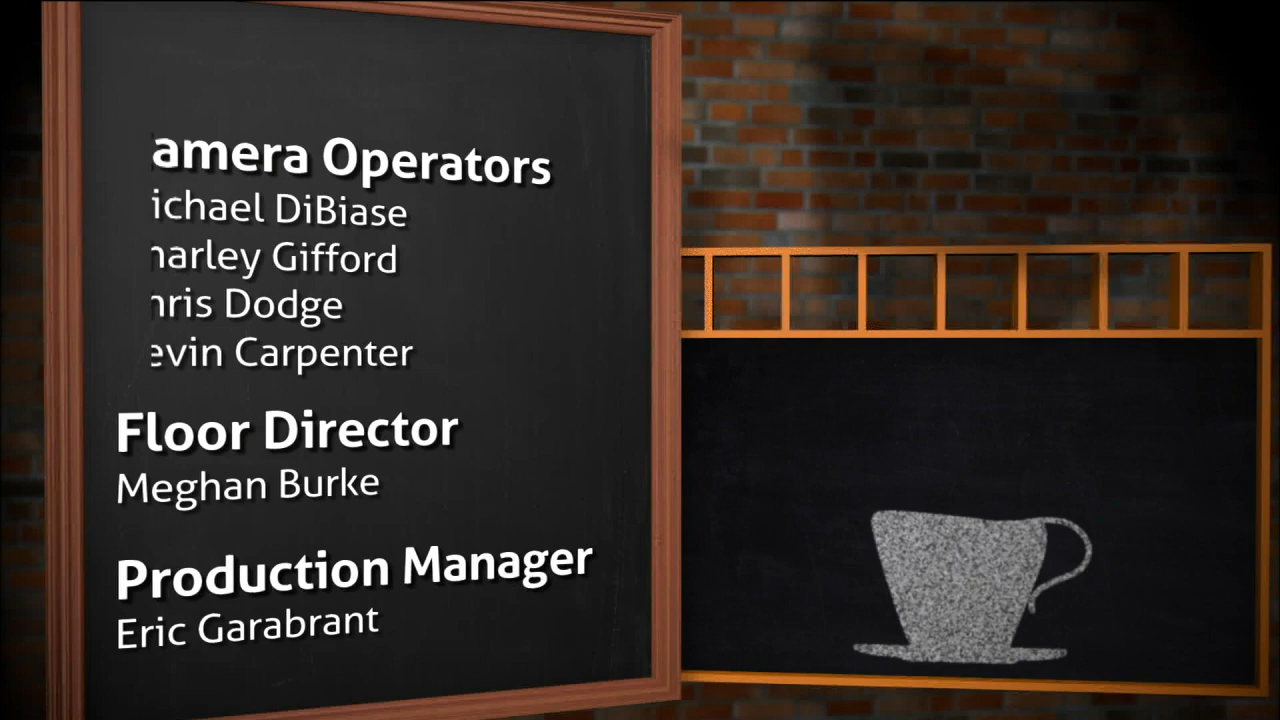 amera Operators
ichael DiBiase
harley Gifford
hris Dodge
evin Carpenter
Floor Director
Meghan Burke
Production Manager
Eric Garabrant